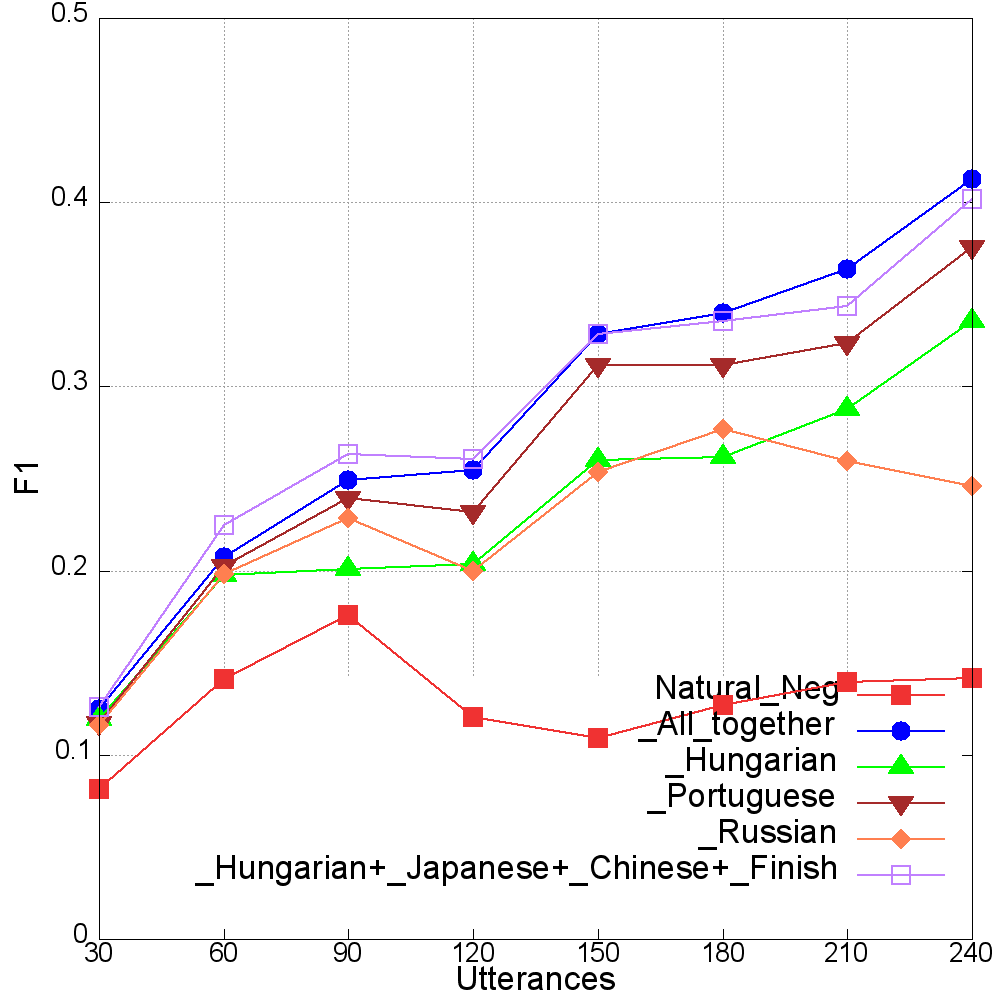 0.5
0.4
0.3
0.2
0.1
0
F1
Natural_Neg
_All_together
_Hungarian
_Portuguese
_Russian
_Hungarian+_Japanese+_Chinese+_Finish
30 60 90 120 150 180 210 240
Utterances